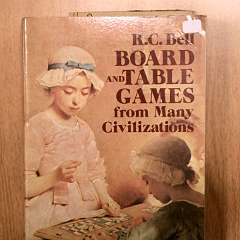 R.C. Bell
BOARD
AND TABLE
GAMES
from Many
Civilizations